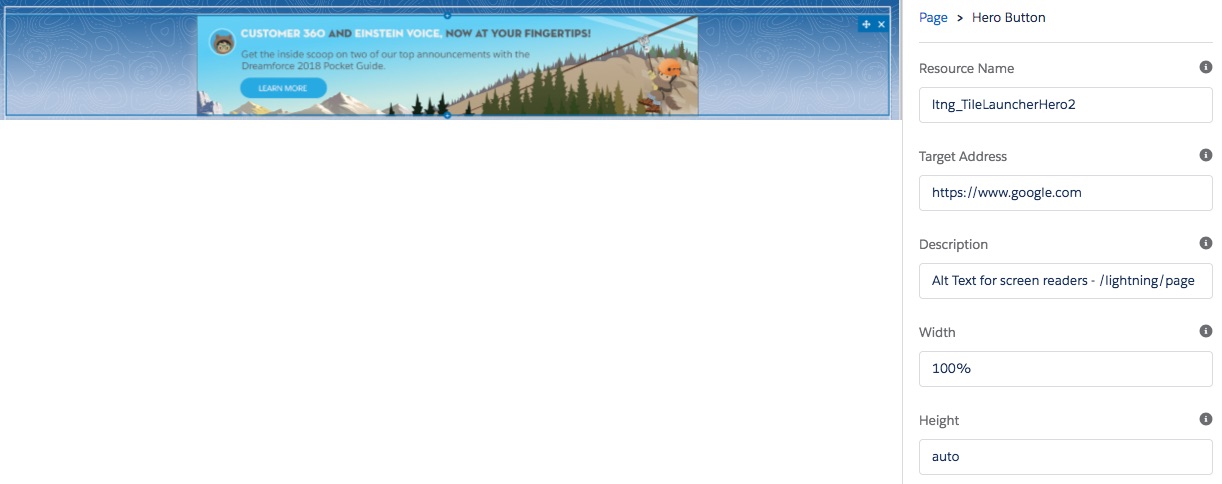 CUSTOMER 360 AND EINSTEIN VOICE, NOW AT YOUR FINGERTIPS!
Get the inside scoop on two of our top announcements with the
Dreamforce 2018 Pocket Guide.
LEARN MORE
Page > Hero Button
Resource Name
ltng_TileLauncherHero2
Target Address
https://www.google.com
Description
Alt Text for screen readers - /lightning/page
Width
100%
Height
auto